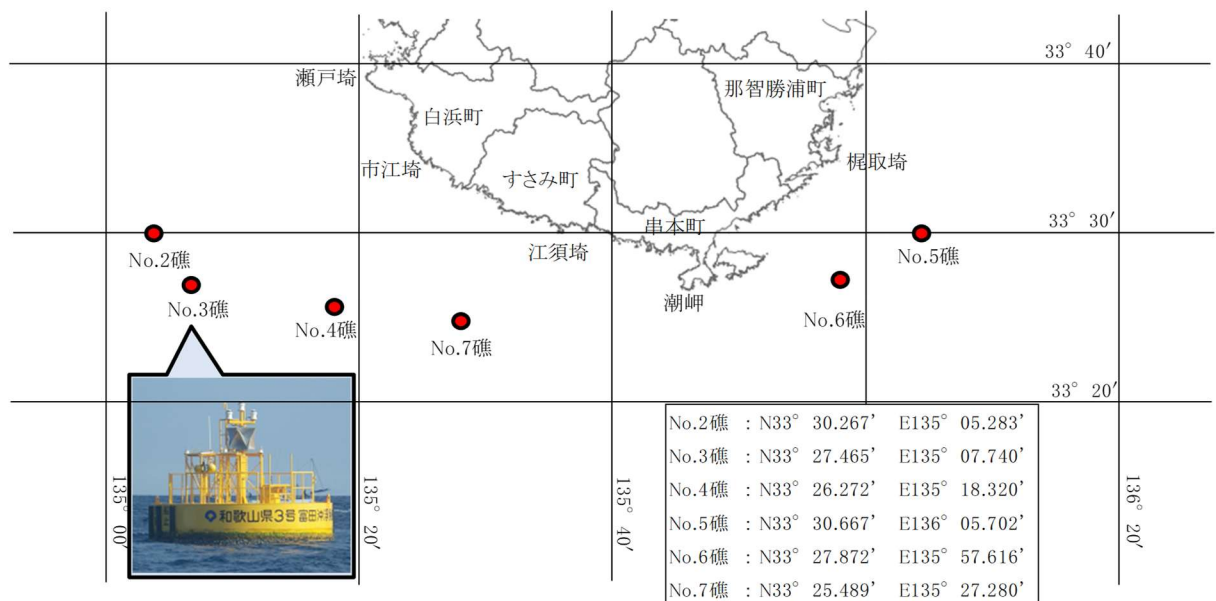 33° 40′
瀬戸埼
那智勝浦町
白浜町
梶取埼
市江埼
すさみ町
串本町
33° 30′
江須埼
No.2礁
No.5礁
潮岬
No.3礁
No.6礁
No.4礁
No.7礁
33° 20′
和歌山県3号
135° 00′
135° 20′
135° 40′
136° 20′
No.2礁 : N33° 30.267’ E135° 05.283’
No.3礁 : N33° 27.465’ E135° 07.740’
No.4礁 : N33° 26.272’ E135° 18.320’
No.5礁 : N33° 30.667’ E136° 05.702’
No.6礁 : N33° 27.872’ E135° 57.616’
No.7礁 : N33° 25.489’ E135° 27.280’